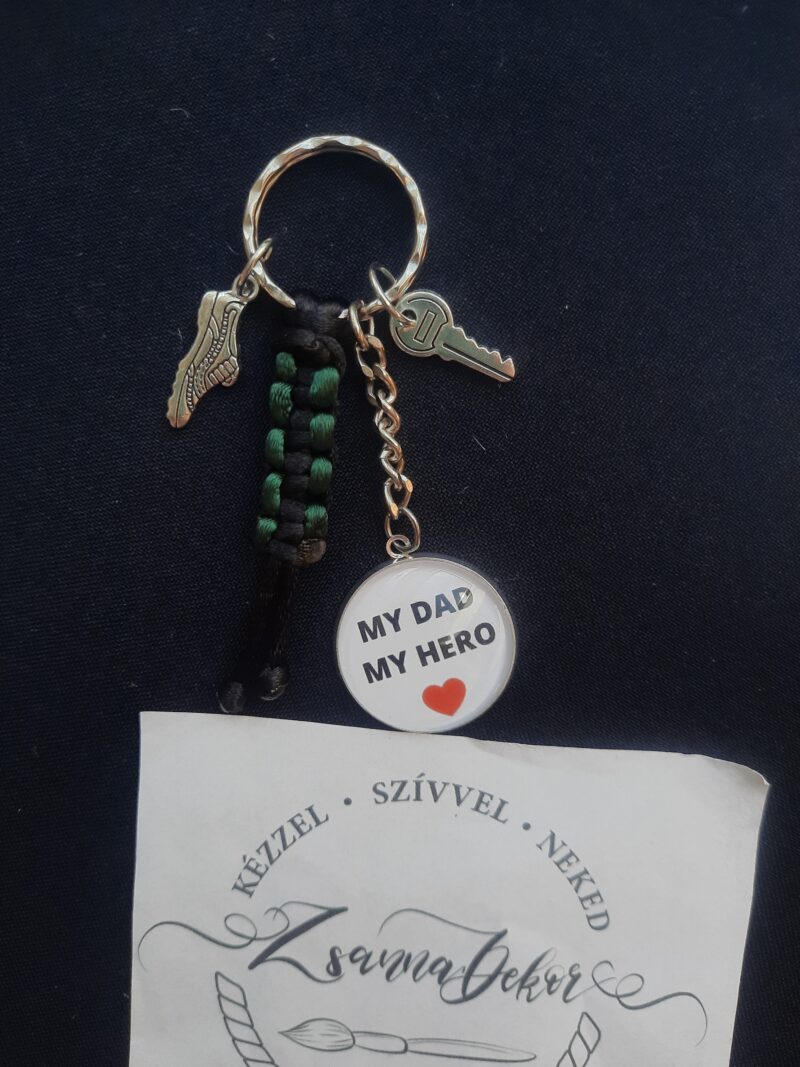 MY DAD
MY HERO
KÉZZEL • SZÍVVEL • NEKED
ZsannaDekor